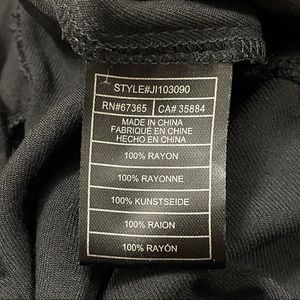 STYLE#JI103090
RN#67365 CA# 35884
MADE IN CHINA
FABRIQUÉ EN CHINE
HECHO EN CHINA
100% RAYON
100% RAYONNE
100% KUNSTSEIDE
100% RAION
100% RAYÓN